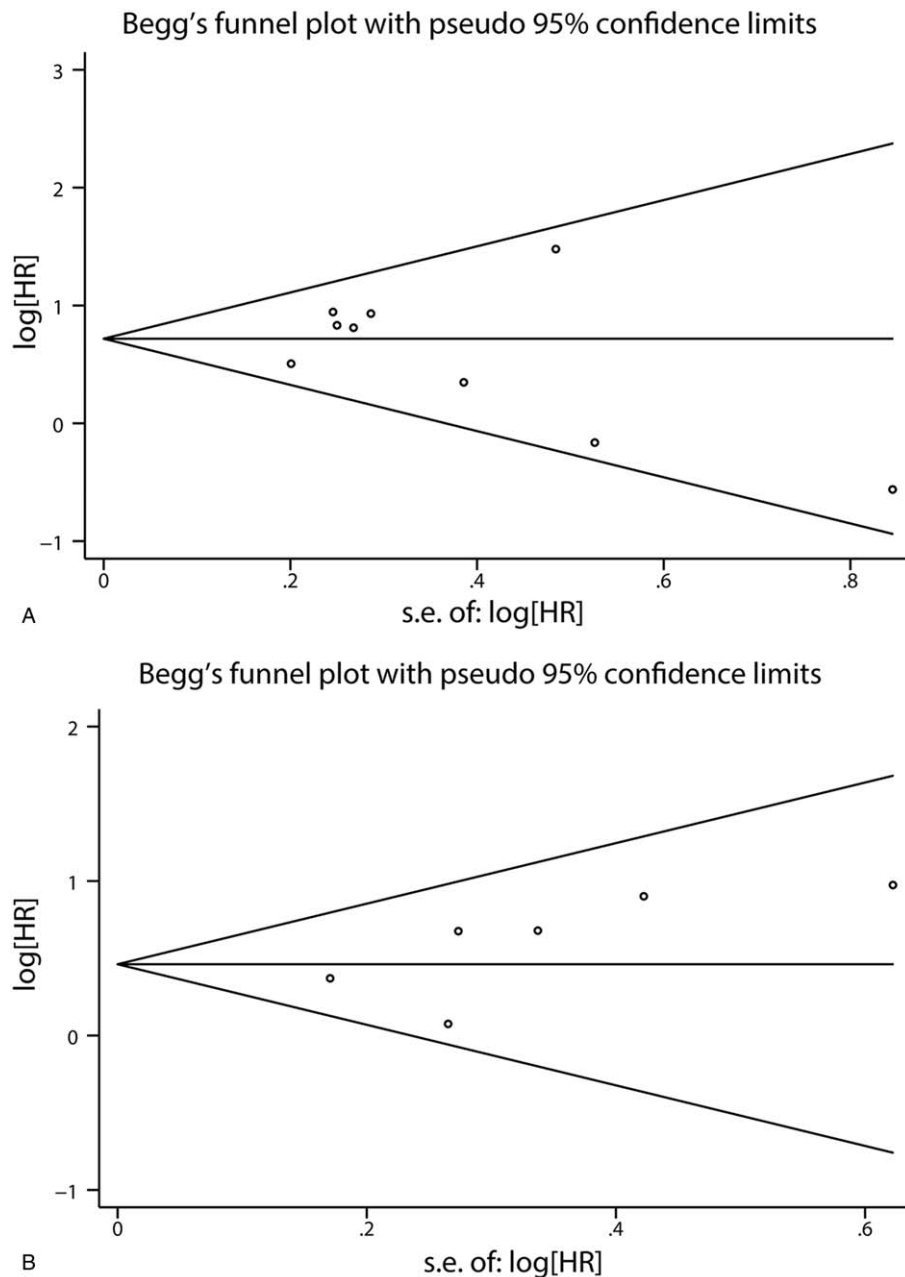 A
Begg's funnel plot with pseudo 95% confidence limits
log[HR]
3
2
1
0
−1
0 .2 .4 .6 .8
s.e. of: log[HR]
B
Begg's funnel plot with pseudo 95% confidence limits
log[HR]
2
1
0
−1
0 .2 .4 .6
s.e. of: log[HR]